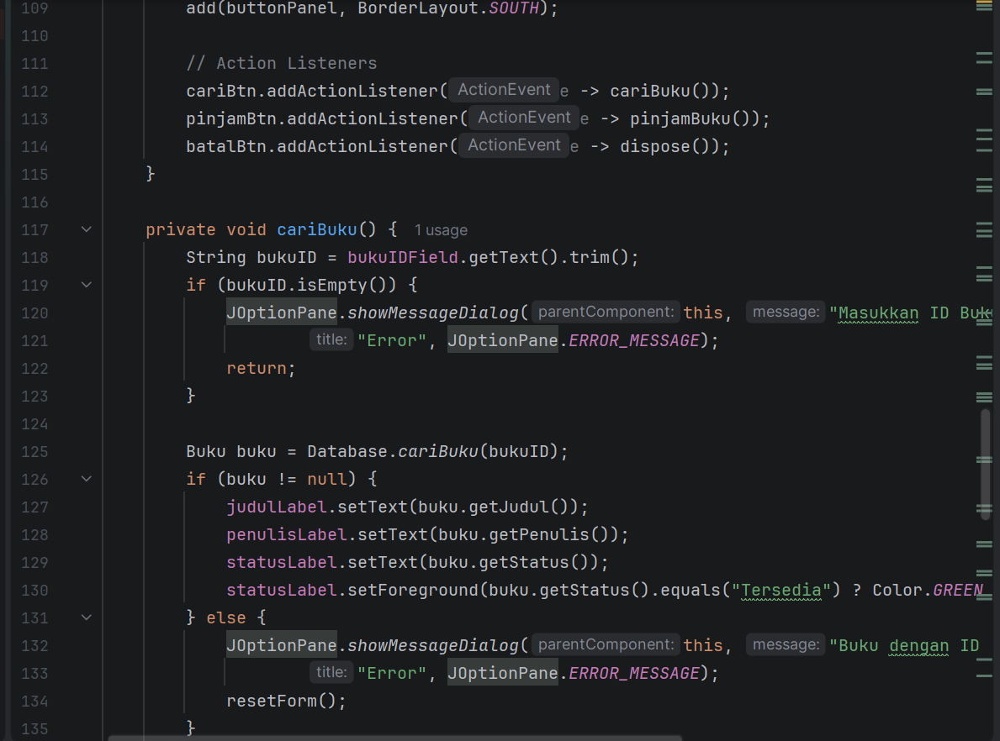 109 add(buttonPanel, BorderLayout.SOUTH);
110
111 // Action Listeners
112 cariBtn.addActionListener( ActionEvent e -> cariBuku());
113 pinjamBtn.addActionListener( ActionEvent e -> pinjamBuku());
114 batalBtn.addActionListener( ActionEvent e -> dispose());
115 }
116
117 private void cariBuku() { 1 usage
118 String bukuID = bukuIDField.getText().trim();
119 if (bukuID.isEmpty()) {
120 JOptionPane.showMessageDialog( parentComponent: this, message: "Masukkan ID Buk
121 title: "Error", JOptionPane.ERROR_MESSAGE);
122 return;
123 }
124
125 Buku buku = Database.cariBuku(bukuID);
126 if (buku != null) {
127 judulLabel.setText(buku.getJudul());
128 penulisLabel.setText(buku.getPenulis());
129 statusLabel.setText(buku.getStatus());
130 statusLabel.setForeground(buku.getStatus().equals("Tersedia") ? Color.GREEN
131 } else {
132 JOptionPane.showMessageDialog( parentComponent: this, message: "Buku dengan ID
133 title: "Error", JOptionPane.ERROR_MESSAGE);
134 resetForm();
135 }